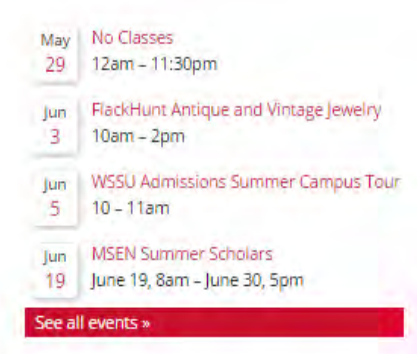 May
29
No Classes
12am – 11:30pm
Jun
3
FlackHunt Antique and Vintage Jewelry
10am – 2pm
Jun
5
WSSU Admissions Summer Campus Tour
10 – 11am
Jun
19
MSEN Summer Scholars
June 19, 8am – June 30, 5pm
See all events »